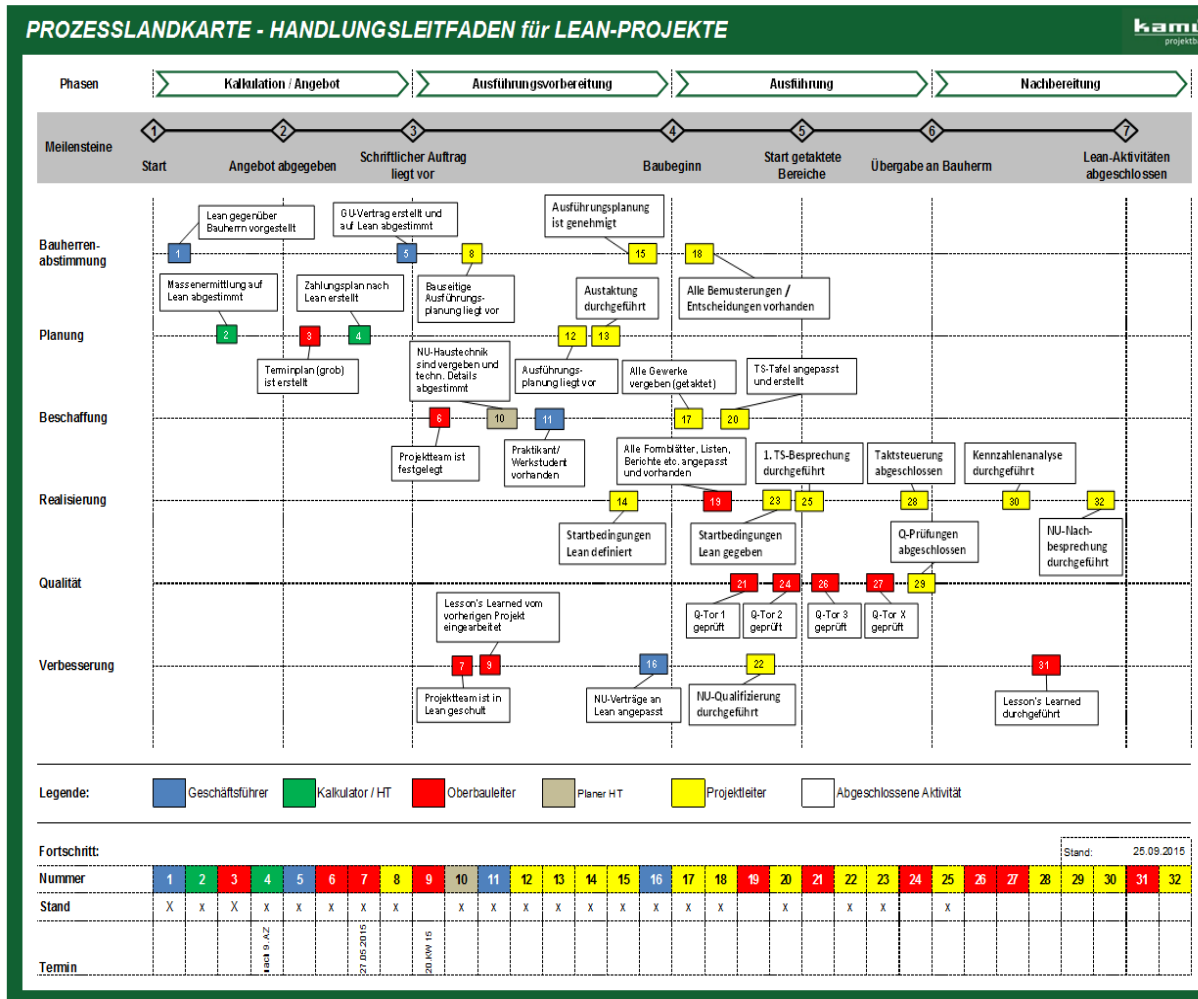 PROZESSLANDKARTE - HANDLUNGSLEITFADEN für LEAN-PROJEKTE
Phasen
Kalkulation / Angebot
Ausführungsvorbereitung
Ausführung
Nachbereitung
Meilensteine
1
2
3
4
5
6
7
Start
Angebot abgegeben
Schriftlicher Auftrag
liegt vor
Baubeginn
Start getaktete
Bereiche
Übergabe an Bauherrn
Lean-Aktivitäten
abgeschlossen
Bauherren-
abstimmung
Lean gegenüber
Bauherrn vorgestellt
GU-Vertrag erstellt und
auf Lean abgestimmt
Ausführungsplanung
ist genehmigt
1
5
8
15
18
Massenermittlung auf
Lean abgestimmt
Zahlungsplan nach
Lean erstellt
Bauseitige
Ausführungs-
planung liegt vor
Austaktung
durchgeführt
Alle Bemusterungen /
Entscheidungen vorhanden
Planung
2
3
4
12
13
Terminplan (grob)
ist erstellt
NU-Haustechnik
sind vergeben und
techn. Details
abgestimmt
Ausführungs-
planung liegt vor
Alle Gewerke
vergeben (getaktet)
TS-Tafel angepasst
und erstellt
Beschaffung
6
10
11
17
20
Projektteam ist
festgelegt
Praktikant/
Werkstudent
vorhanden
Alle Formblätter, Listen,
Berichte etc. angepasst
und vorhanden
1. TS-Besprechung
durchgeführt
Taktsteuerung
abgeschlossen
Kennzahlenanalyse
durchgeführt
Realisierung
14
19
23
25
28
30
32
Startbedingungen
Lean definiert
Startbedingungen
Lean gegeben
Q-Prüfungen
abgeschlossen
NU-Nach-
besprechung
durchgeführt
Qualität
21
24
26
27
29
Q-Tor 1
geprüft
Q-Tor 2
geprüft
Q-Tor 3
geprüft
Q-Tor X
geprüft
Lesson's Learned vom
vorherigen Projekt
eingearbeitet
Verbesserung
7
9
16
22
31
Projektteam ist in
Lean geschult
NU-Verträge an
Lean angepasst
NU-Qualifizierung
durchgeführt
Lesson's Learned
durchgeführt
Legende:
Geschäftsführer
Kalkulator / HT
Oberbauleiter
Planer HT
Projektleiter
Abgeschlossene Aktivität
Fortschritt:
Stand: 25.09.2015
Nummer 1 2 3 4 5 6 7 8 9 10 11 12 13 14 15 16 17 18 19 20 21 22 23 24 25 26 27 28 29 30 31 32
Stand X x X x x x x x x x x x x x x x x x x x x
Termin
nach 9. AZ
27.05.2015
20.KW 15